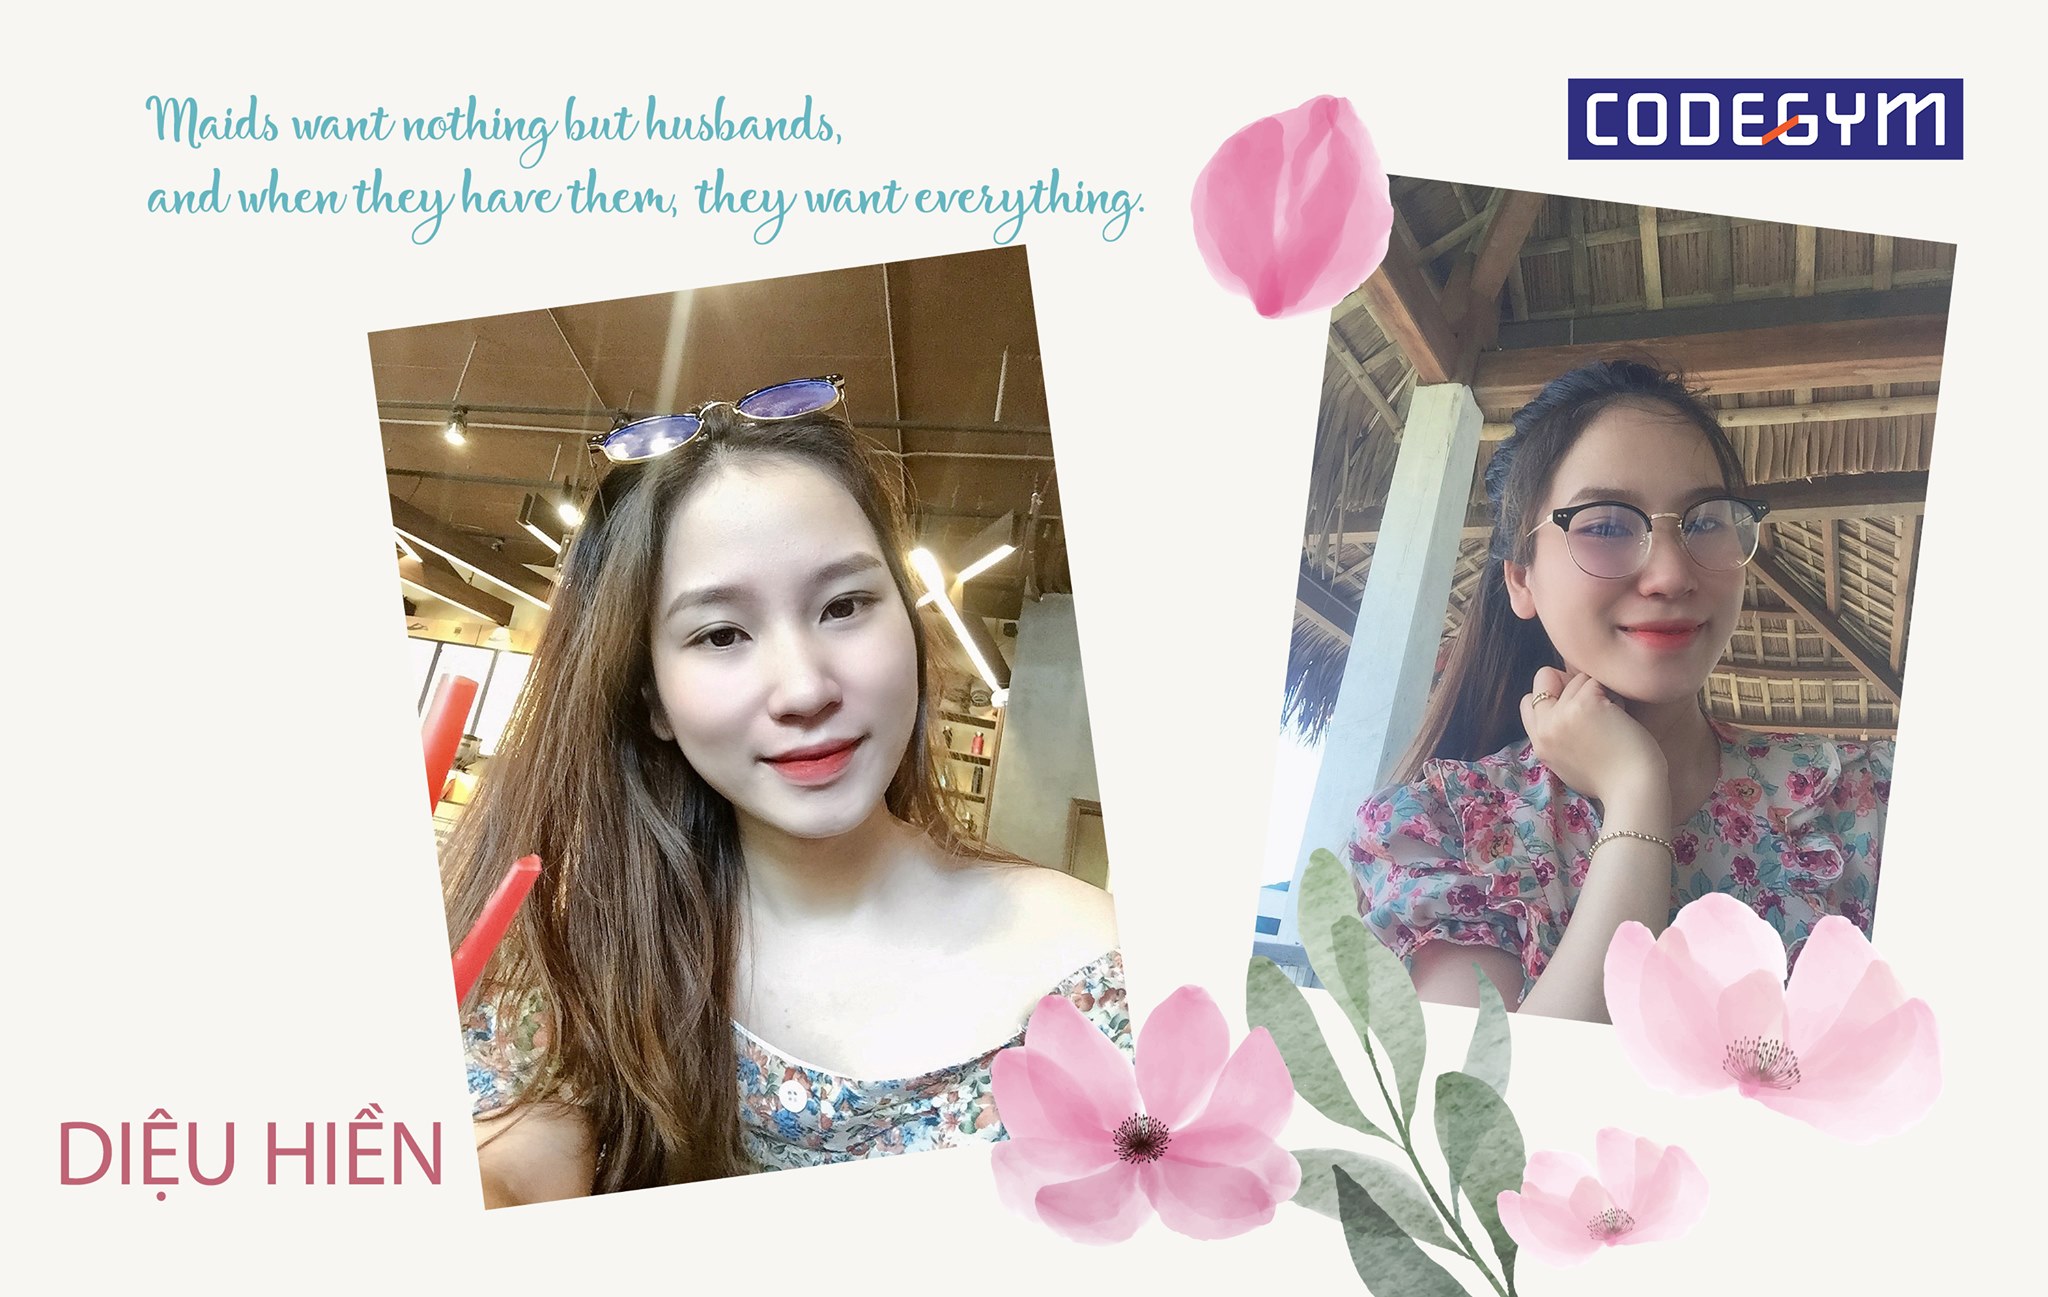 Maids want nothing but husbands,
and when they have them, they want everything.
CODEGYM
DIỆU HIỀN